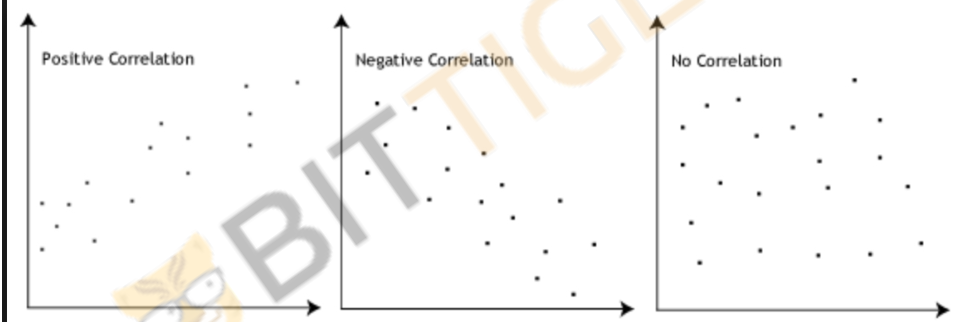 Positive Correlation
Negative Correlation
No Correlation
BITTIGER